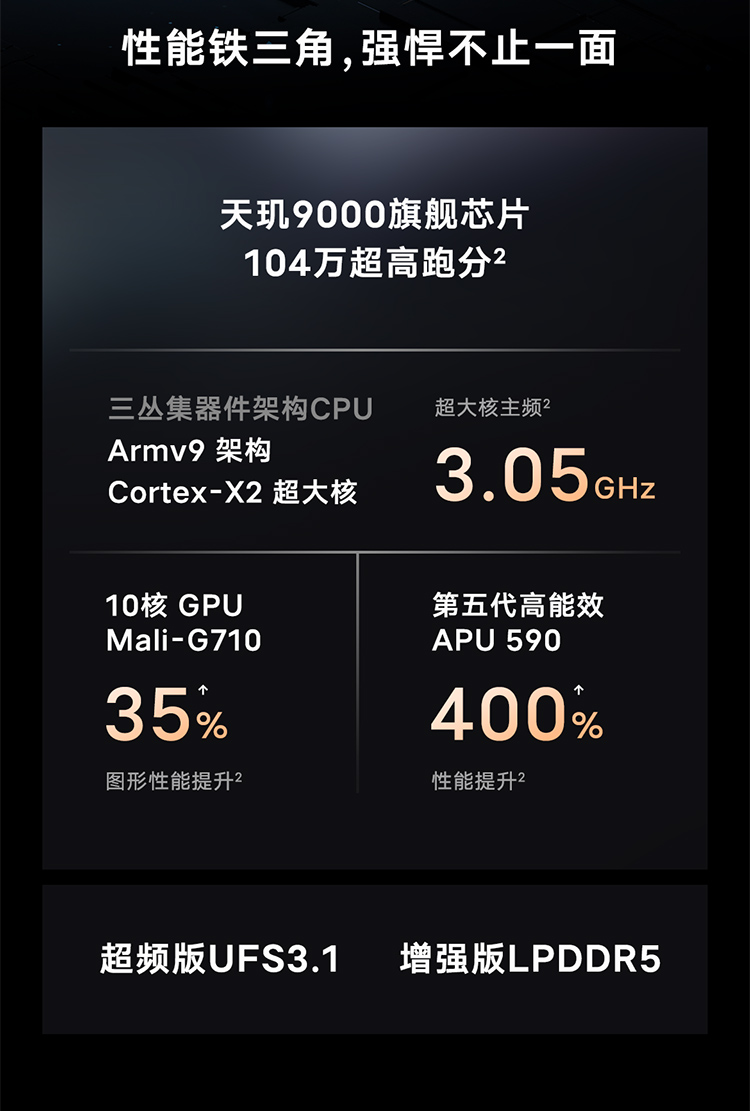 性能铁三角,强悍不止一面
天玑9000旗舰芯片
104万超高跑分²
三丛集器件架构CPU
Armv9 架构
Cortex-X2 超大核
超大核主频²
3.05GHz
10核 GPU
Mali-G710
35%↑
图形性能提升²
第五代高能效
APU 590
400%↑
性能提升²
超频版UFS3.1
增强版LPDDR5